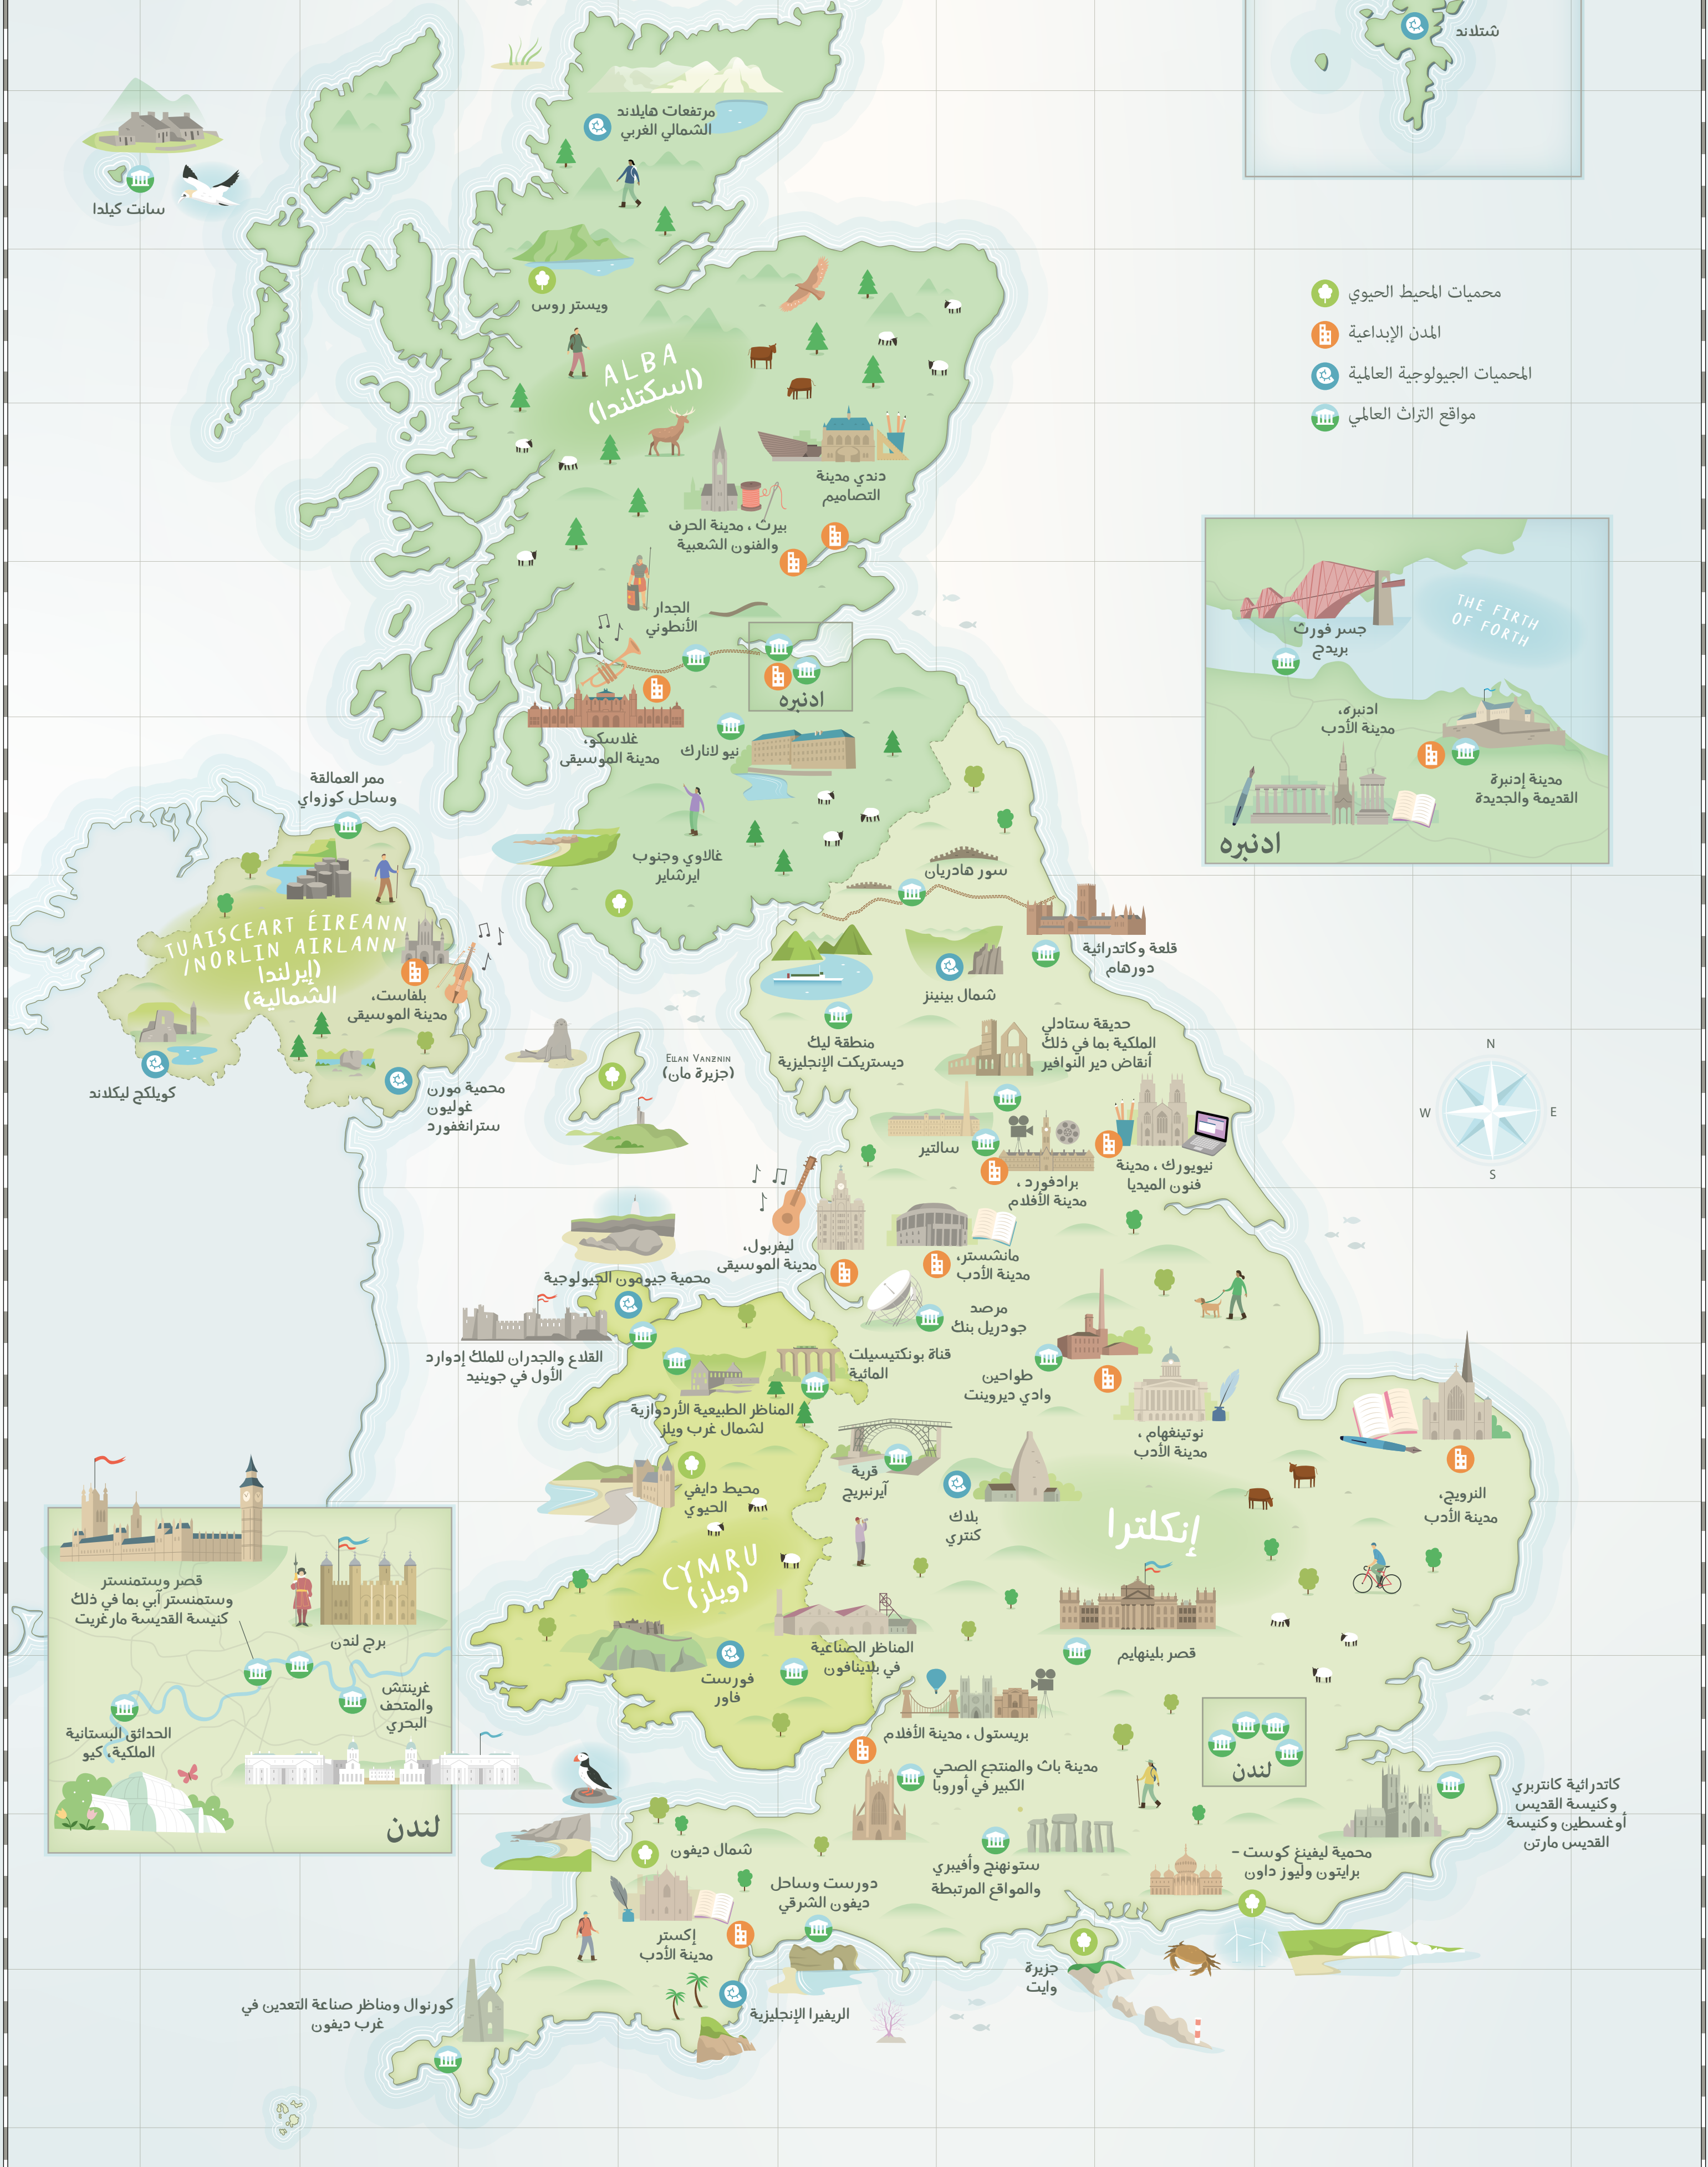 شتلاند
مرتفعات هايلاند
الشمالي الغربي
سانت كيلدا
ويستر روس
محميات المحيط الحيوي
المدن الإبداعية
المحميات الجيولوجية العالمية
مواقع التراث العالمي
ALBA
(اسكتلندا)
دندي مدينة
التصاميم
بيرث ، مدينة الحرف
والفنون الشعبية
الجدار
الأنطوني
ادنبره
غلاسكو،
مدينة الموسيقى
نيو لانارك
THE FIRTH
OF FORTH
جسر فورث
بريدج
ادنبره،
مدينة الأدب
مدينة إدنبرة
القديمة والجديدة
ادنبره
ممر العمالقة
وساحل كوزواي
غالاوي وجنوب
ايرشاير
سور هادريان
TUAISCEART ÉIREANN
/NORLIN AIRLANN
(إيرلندا
الشمالية)
بلفاست،
مدينة الموسيقى
قلعة وكاتدرائية
دورهام
شمال بينينز
منطقة ليك
ديستريكت الإنجليزية
حديقة ستادلي
الملكية بما في ذلك
أنقاض دير النوافير
كويلكج ليكلاند
محمية مورن
غوليون
سترانغفورد
ELLAN VANNIN
(جزيرة مان)
N
W
E
S
سالتير
برادفورد ،
مدينة الأفلام
نيويورك ، مدينة
فنون الميديا
ليفربول،
مدينة الموسيقى
مانشستر،
مدينة الأدب
محمية جيومون الجيولوجية
مرصد
جودريل بنك
القلاع والجدران للملك إدوارد
الأول في جوينيد
قناة بونكتيسيلت
المائية
طواحين
وادي ديروينت
المناظر الطبيعية الأردوازية
لشمال غرب ويلز
نوتينغهام ،
مدينة الأدب
قرية
آيرنبريج
محيط دايفي
الحيوي
بلاك
كنتري
النرويج،
مدينة الأدب
إنكلترا
CYMRU
(ويلز)
قصر وستمنستر
وستمنستر آبي بما في ذلك
كنيسة القديسة مارغريت
برج لندن
غرينتش
والمتحف
البحري
الحدائق البستانية
الملكية، كيو
لندن
المناظر الصناعية
في بلاينافون
فورست
فاور
قصر بلينهايم
بريستول ، مدينة الأفلام
مدينة باث والمنتجع الصحي
الكبير في أوروبا
لندن
كاتدرائية كانتربري
وكنيسة القديس
أوغسطين وكنيسة
القديس مارتن
شمال ديفون
ستونهنج وأفيبري
والمواقع المرتبطة
محمية ليفينغ كوست -
برايتون وليوز داون
دورست وساحل
ديفون الشرقي
إكستر
مدينة الأدب
جزيرة
وايت
كورنوال ومناظر صناعة التعدين في
غرب ديفون
الريفيرا الإنجليزية